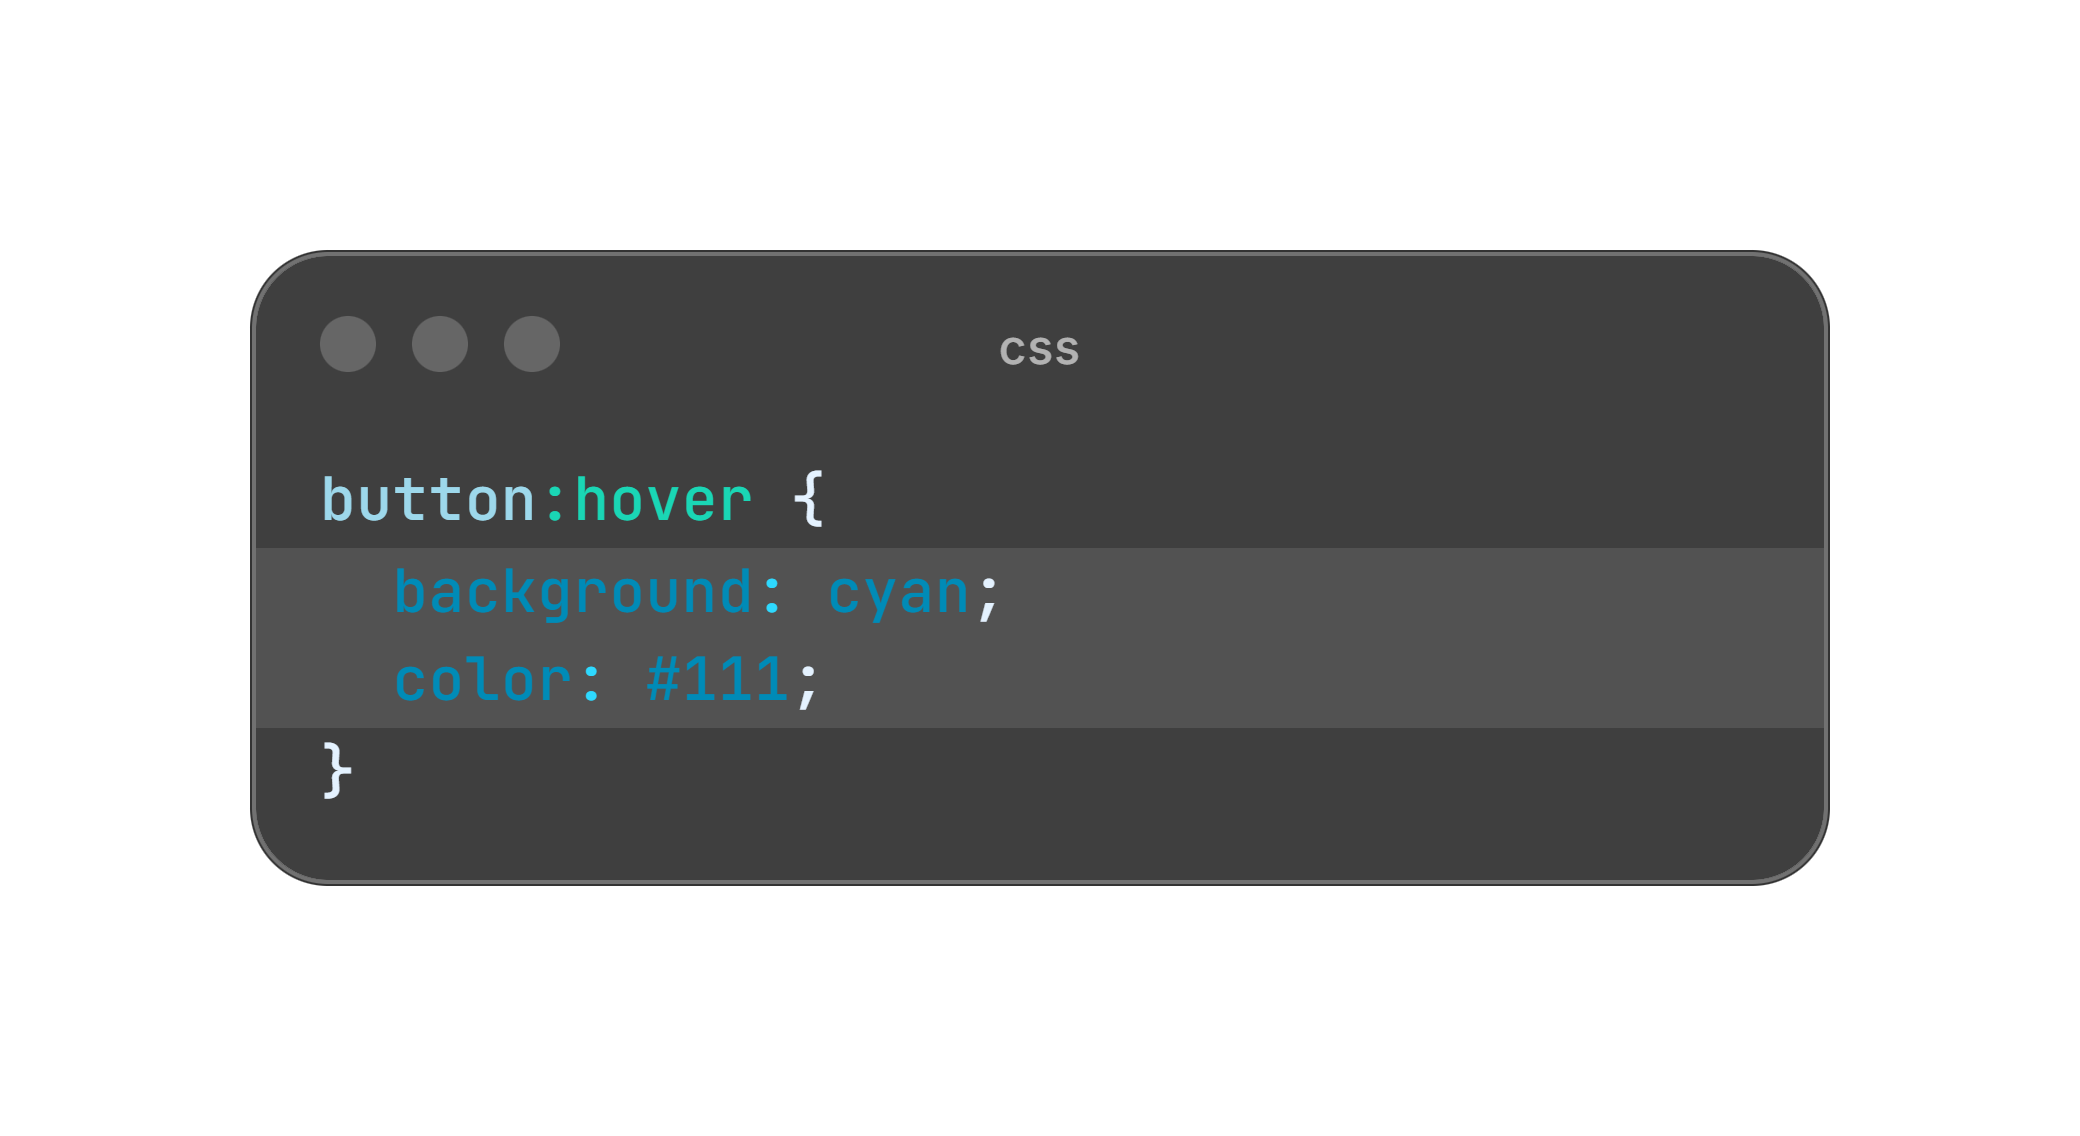 css
button:hover {
  background: cyan;
  color: #111;
}